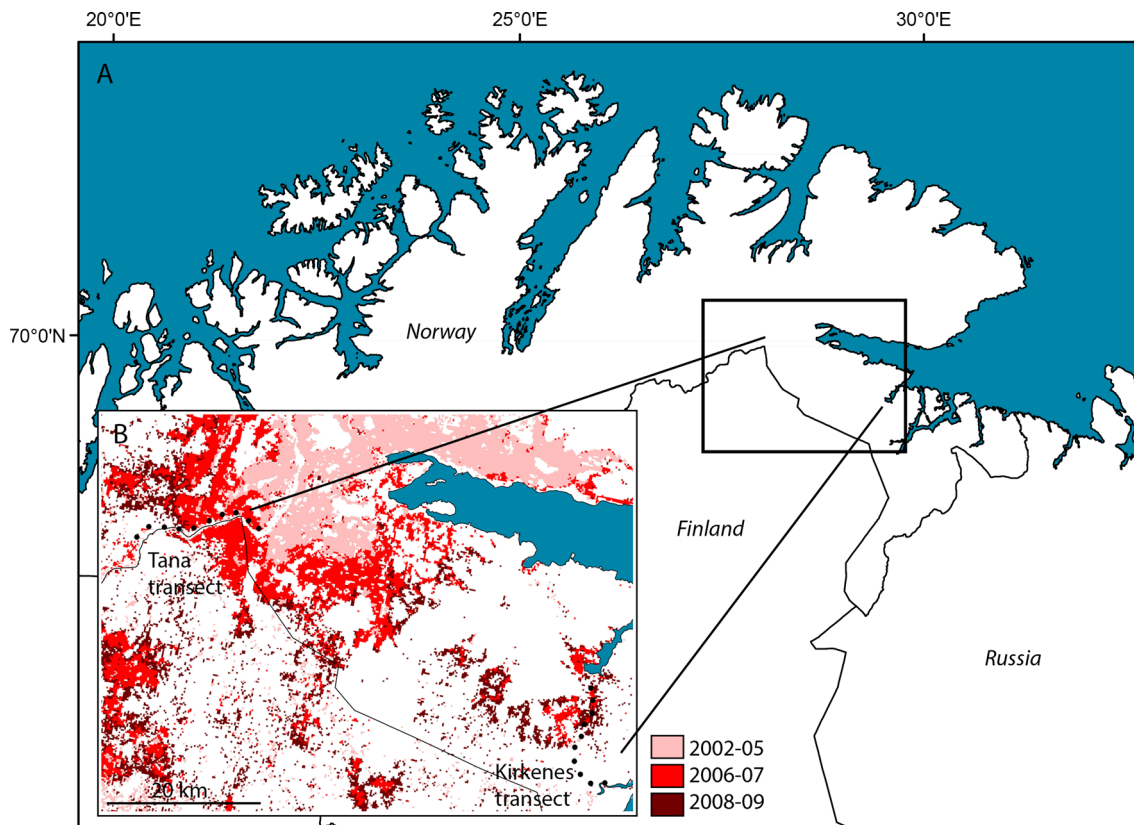 20°0'E
25°0'E
30°0'E
A
70°0'N
Norway
B
Tana
transect
Finland
Russia
Kirkenes
transect
20 km
2002-05
2006-07
2008-09